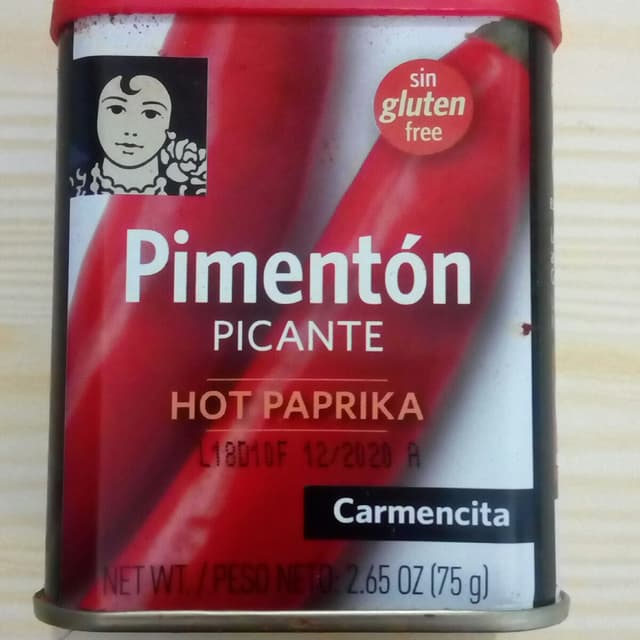 sin
gluten
free
Pimentón
PICANTE
HOT PAPRIKA
L18D10F 12/2020 A
Carmencita
NET WT. / PESO NETO: 2.65 OZ (75 g)